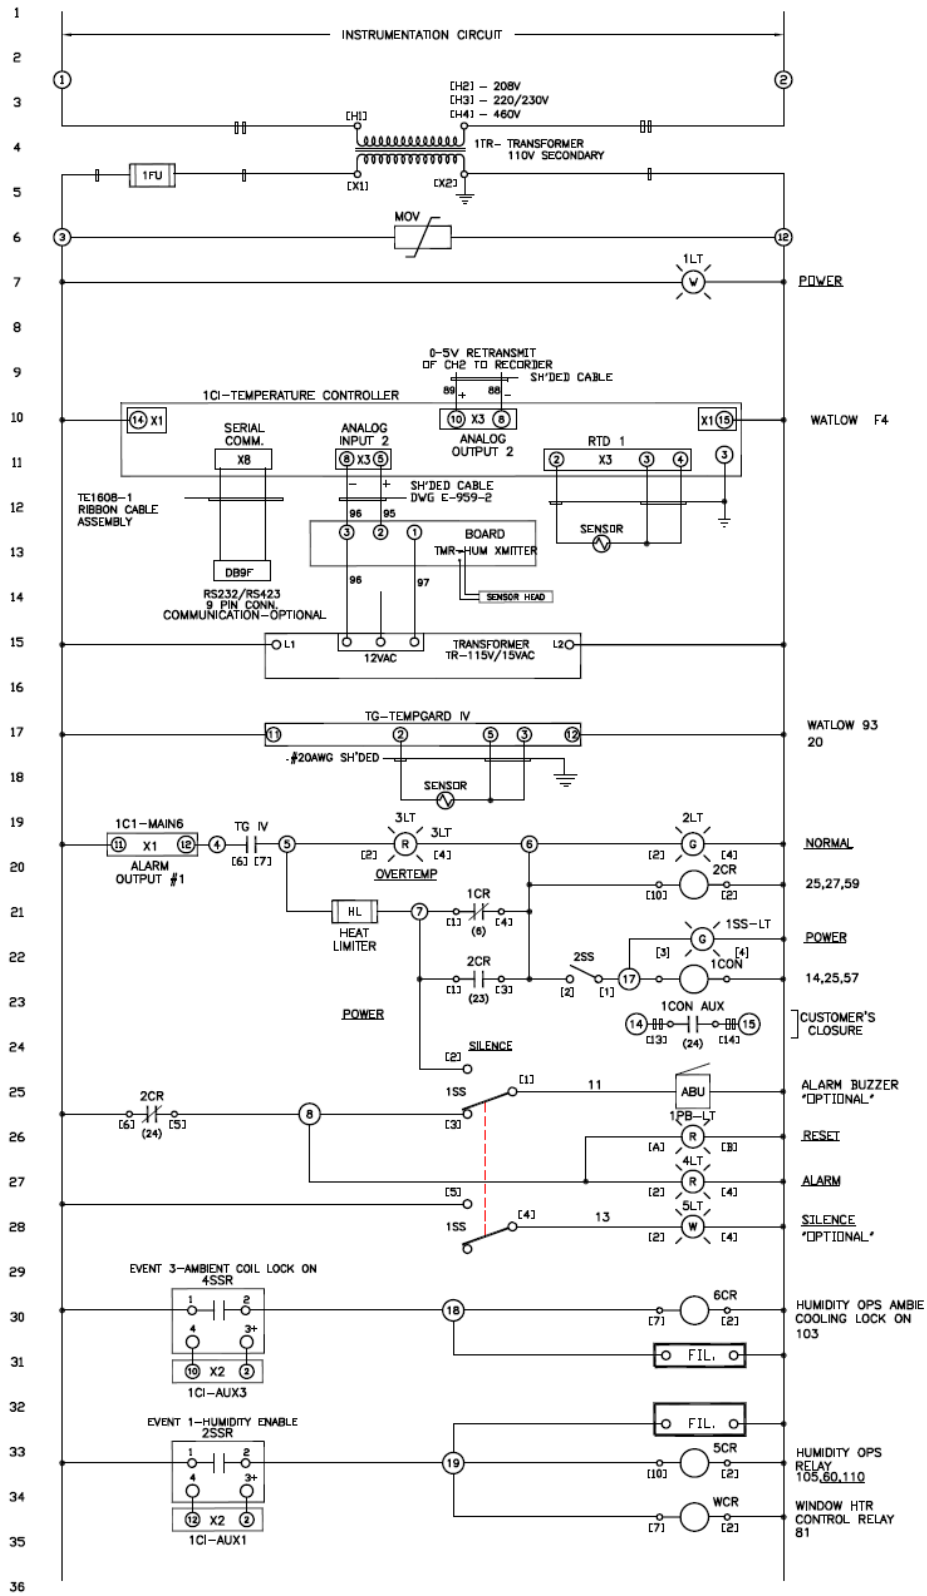 1
INSTRUMENTATION CIRCUIT
2
1
2
[H2] - 208V
3
[H3] - 220/230V
[H1]
[H4] - 460V
4
1TR- TRANSFORMER
110V SECONDARY
1FU
[X1]
[X2]
5
MOV
6
3
12
1LT
7
W
POWER
8
0-5V RETRANSMIT
9
OF CH2 TO RECORDER
SH'DED CABLE
89
+
88
-
1CI-TEMPERATURE CONTROLLER
10
14 X1
10 X3 8
X1 15
WATLOW F4
SERIAL
COMM.
ANALOG
INPUT 2
ANALOG
OUTPUT 2
RTD 1
11
X8
8 X3 5
2 X3 3 4
3
-
+
SH'DED CABLE
DWG E-959-2
12
TE1608-1
RIBBON CABLE
ASSEMBLY
96
95
3
2
1
BOARD
SENSOR
13
TMR-HUM XMITTER
DB9F
96
97
14
RS232/RS423
9 PIN CONN.
COMMUNICATION-OPTIONAL
SENSOR HEAD
15
L1
12VAC
TRANSFORMER
TR-115V/15VAC
L2
16
TG-TEMPGARD IV
17
11
2
5
3
12
WATLOW 93
20
#20AWG SH'DED
18
SENSOR
19
1C1-MAIN6
TG IV
3LT
3LT
2LT
11 X1 12
4
5
R
6
G
NORMAL
[6] [7]
[2]
[4]
[2]
[4]
20
ALARM
OUTPUT #1
OVERTEMP
2CR
[10]
[2]
25,27,59
21
HL
7
1CR
[1]
[4]
(6)
HEAT
LIMITER
1SS-LT
G
POWER
22
[3]
[4]
2CR
2SS
1CON
[1]
[3]
[2]
[1]
17
14,25,57
23
(23)
POWER
1CON AUX
14
15
[13]
(24)
[14]
CUSTOMER'S
CLOSURE
24
SILENCE
[2]
[1]
25
2CR
1SS
11
ABU
ALARM BUZZER
"OPTIONAL"
8
[6]
(24)
[5]
[3]
1PB-LT
26
[A]
R
[B]
RESET
4LT
27
[2]
R
[4]
ALARM
[5]
5LT
28
1SS
[4]
13
[2]
W
[4]
SILENCE
"OPTIONAL"
29
EVENT 3-AMBIENT COIL LOCK ON
4SSR
30
1
2
18
6CR
[7]
[2]
HUMIDITY OPS AMBIE
COOLING LOCK ON
103
4
3+
31
10 X2 2
FIL.
1CI-AUX3
32
EVENT 1-HUMIDITY ENABLE
2SSR
FIL.
33
1
2
19
5CR
[10]
[2]
HUMIDITY OPS
RELAY
105,60,110
4
3+
34
12 X2 2
WCR
[7]
[2]
WINDOW HTR
CONTROL RELAY
81
35
1CI-AUX1
36